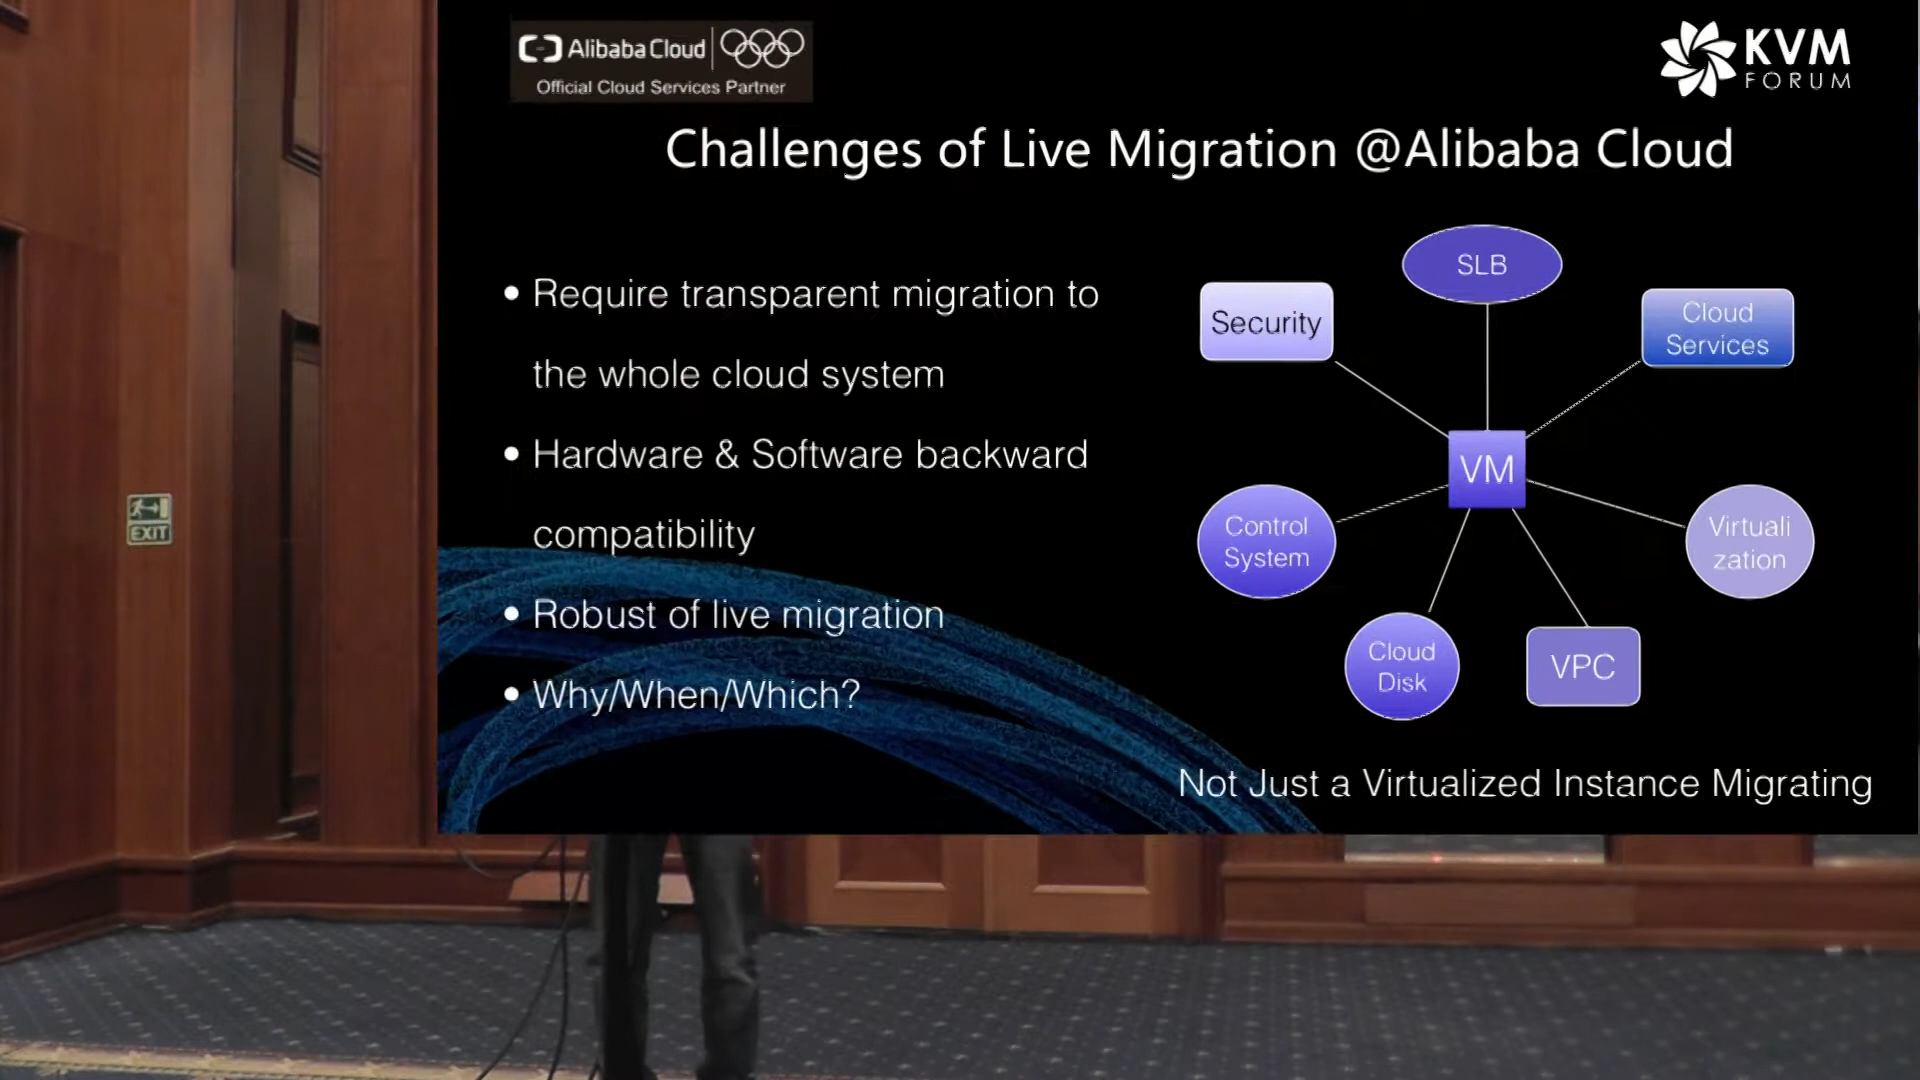 Alibaba Cloud
Official Cloud Services Partner
KVM
FORUM
Challenges of Live Migration @Alibaba Cloud
• Require transparent migration to
the whole cloud system
• Hardware & Software backward
compatibility
• Robust of live migration
• Why/When/Which?
SLB
Security
Cloud
Services
VM
Control
System
Virtuali
zation
Cloud
Disk
VPC
Not Just a Virtualized Instance Migrating
EXIT